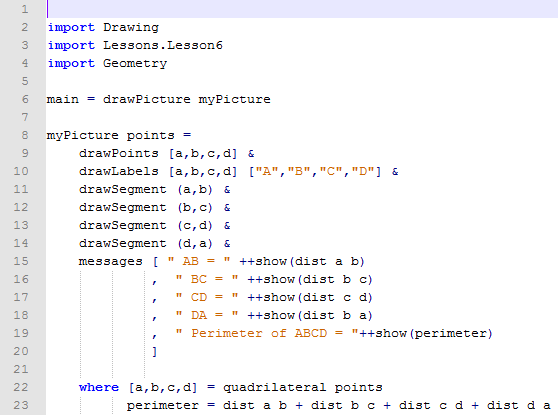 1
2 import Drawing
3 import Lessons.Lesson6
4 import Geometry
5
6 main = drawPicture myPicture
7
8 myPicture points =
9 drawPoints [a,b,c,d] &
10 drawLabels [a,b,c,d] ["A","B","C","D"] &
11 drawSegment (a,b) &
12 drawSegment (b,c) &
13 drawSegment (c,d) &
14 drawSegment (d,a) &
15 messages [ " AB = " ++show(dist a b)
16 , " BC = " ++show(dist b c)
17 , " CD = " ++show(dist c d)
18 , " DA = " ++show(dist b a)
19 , " Perimeter of ABCD = "++show(perimeter)
20 ]
21
22 where [a,b,c,d] = quadrilateral points
23 perimeter = dist a b + dist b c + dist c d + dist d a